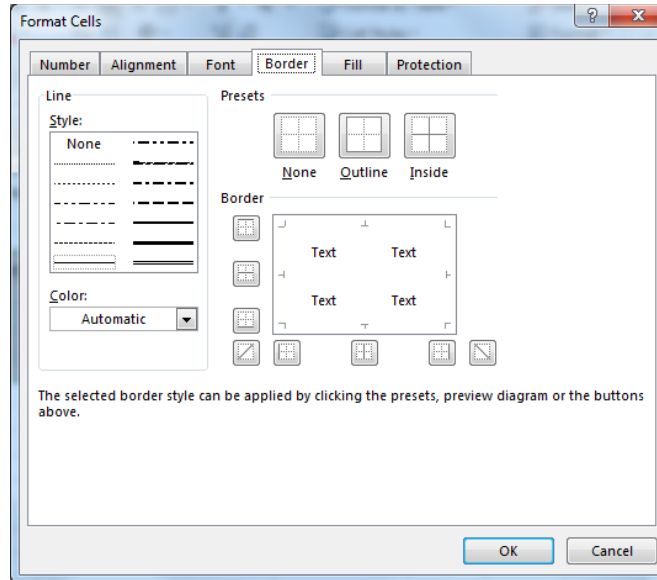 Format Cells
Number Alignment Font Border Fill Protection
Line
Style:
None
Color:
Automatic
Presets
None Outline Inside
Border
Text Text
Text Text
The selected border style can be applied by clicking the presets, preview diagram or the buttons
above.
OK Cancel